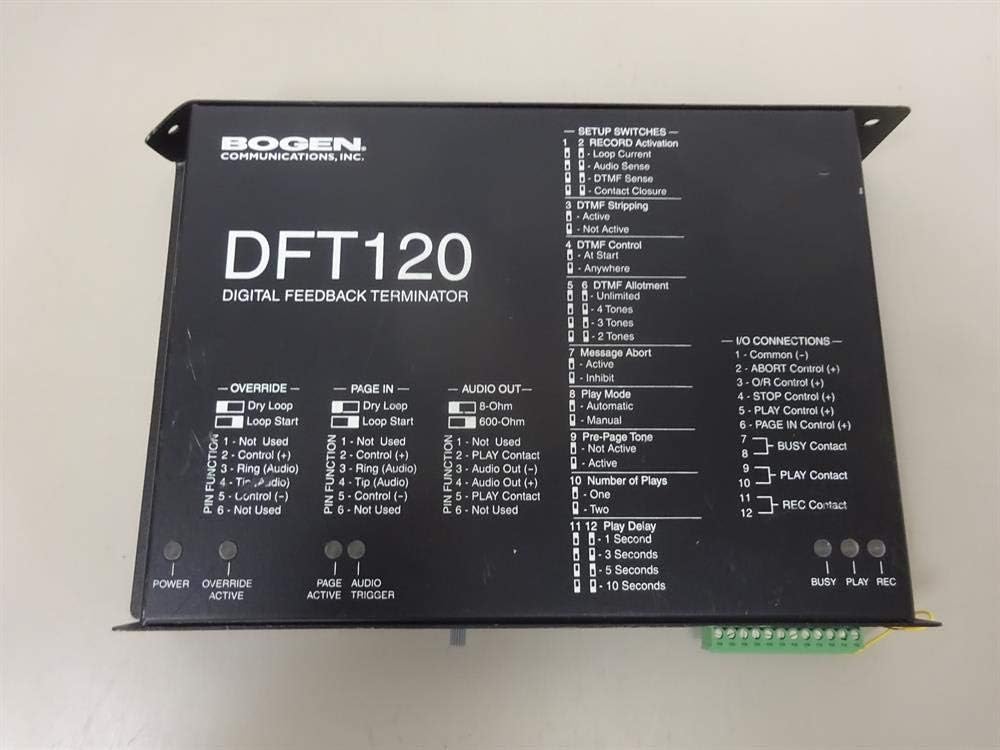 BOGEN®
COMMUNICATIONS, INC.
DFT120
DIGITAL FEEDBACK TERMINATOR
— OVERRIDE —
Dry Loop
Loop Start
PIN FUNCTION
1 - Not Used
2 - Control (+)
3 - Ring (Audio)
4 - Tip (Audio)
5 - Control (–)
6 - Not Used
— PAGE IN —
Dry Loop
Loop Start
PIN FUNCTION
1 - Not Used
2 - Control (+)
3 - Ring (Audio)
4 - Tip (Audio)
5 - Control (–)
6 - Not Used
— AUDIO OUT —
8-Ohm
600-Ohm
PIN FUNCTION
1 - Not Used
2 - PLAY Contact
3 - Audio Out (–)
4 - Audio Out (+)
5 - PLAY Contact
6 - Not Used
— SETUP SWITCHES —
1 2 RECORD Activation
- Loop Current
- Audio Sense
- DTMF Sense
- Contact Closure
3 DTMF Stripping
- Active
- Not Active
4 DTMF Control
- At Start
- Anywhere
5 6 DTMF Allotment
- Unlimited
- 4 Tones
- 3 Tones
- 2 Tones
7 Message Abort
- Active
- Inhibit
8 Play Mode
- Automatic
- Manual
9 Pre-Page Tone
- Not Active
- Active
10 Number of Plays
- One
- Two
11 12 Play Delay
- 1 Second
- 3 Seconds
- 5 Seconds
- 10 Seconds
— I/O CONNECTIONS —
1 - Common (–)
2 - ABORT Control (+)
3 - O/R Control (+)
4 - STOP Control (+)
5 - PLAY Control (+)
6 - PAGE IN Control (+)
7
8 BUSY Contact
9
10 PLAY Contact
11
12 REC Contact
POWER
OVERRIDE
ACTIVE
PAGE
ACTIVE
AUDIO
TRIGGER
BUSY PLAY REC